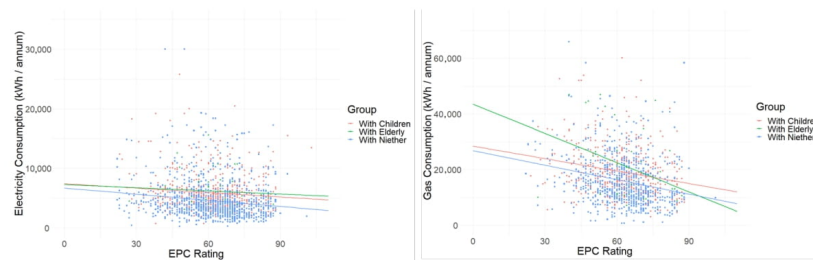 Electricity Consumption (kWh / annum)
30,000
20,000
10,000
0
0
30
60
90
EPC Rating
Group
With Children
With Elderly
With Niether
Gas Consumption (kWh / annum)
60,000
40,000
20,000
0
0
30
60
90
EPC Rating
Group
With Childre
With Elderly
With Niether